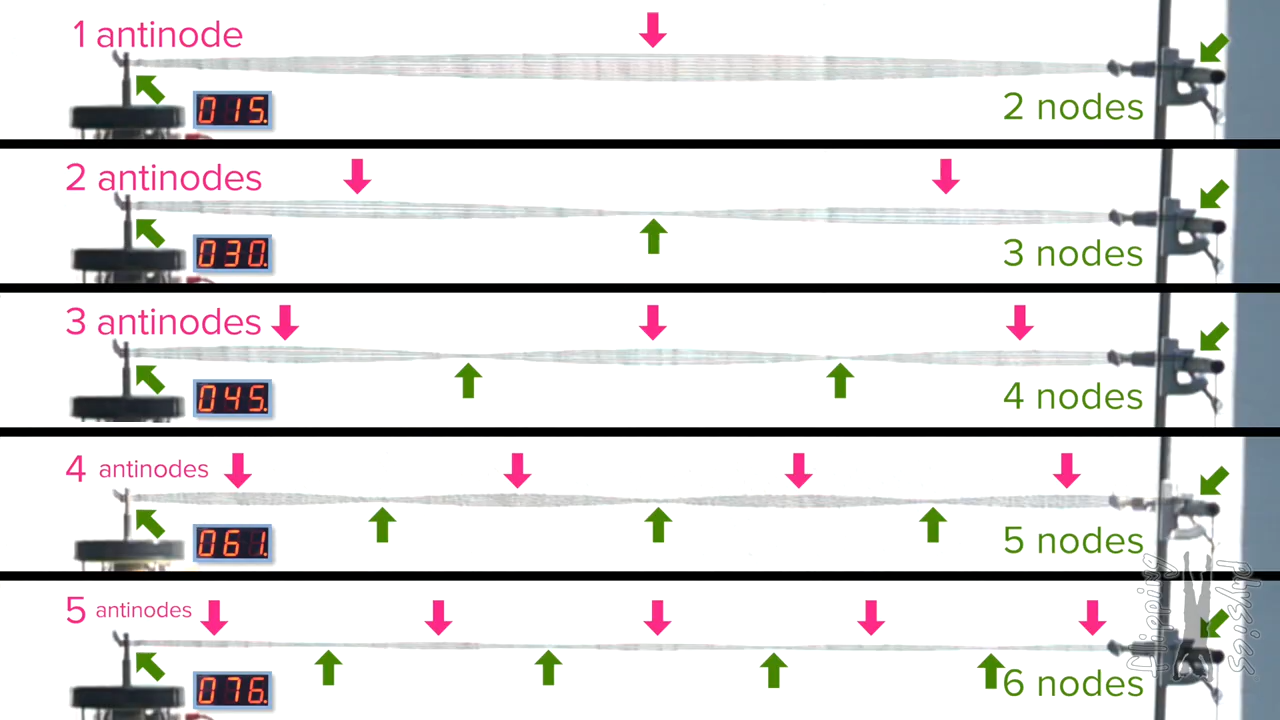 1 antinode
015.
2 nodes
2 antinodes
030.
3 nodes
3 antinodes
045.
4 nodes
4 antinodes
061.
5 nodes
5 antinodes
076.
6 nodes
flipping physics